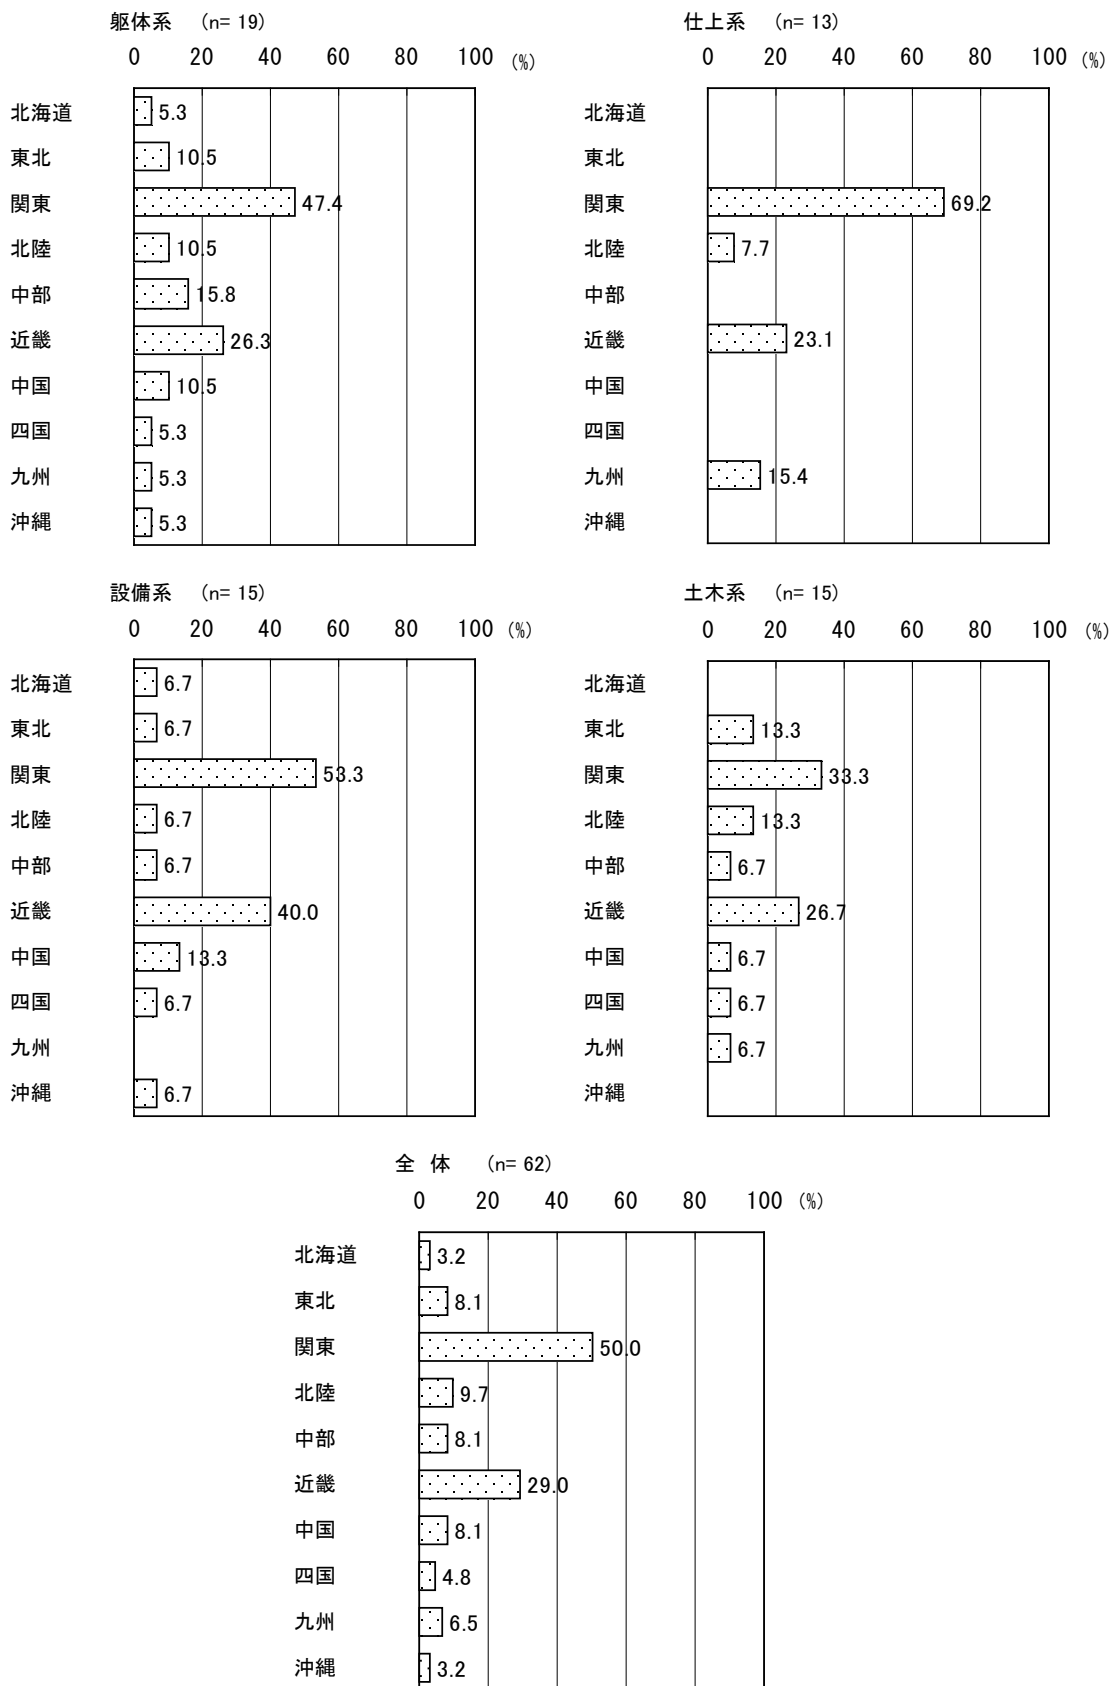 躯体系 (n= 19)
0 20 40 60 80 100 (%)
北海道 5.3
東北 10.5
関東 47.4
北陸 10.5
中部 15.8
近畿 26.3
中国 10.5
四国 5.3
九州 5.3
沖縄 5.3
仕上系 (n= 13)
0 20 40 60 80 100 (%)
北海道
東北
関東 69.2
北陸 7.7
中部
近畿 23.1
中国
四国
九州 15.4
沖縄
設備系 (n= 15)
0 20 40 60 80 100 (%)
北海道 6.7
東北 6.7
関東 53.3
北陸 6.7
中部 6.7
近畿 40.0
中国 13.3
四国 6.7
九州
沖縄 6.7
土木系 (n= 15)
0 20 40 60 80 100 (%)
北海道
東北 13.3
関東 33.3
北陸 13.3
中部 6.7
近畿 26.7
中国 6.7
四国 6.7
九州 6.7
沖縄
全 体 (n= 62)
0 20 40 60 80 100 (%)
北海道 3.2
東北 8.1
関東 50.0
北陸 9.7
中部 8.1
近畿 29.0
中国 8.1
四国 4.8
九州 6.5
沖縄 3.2